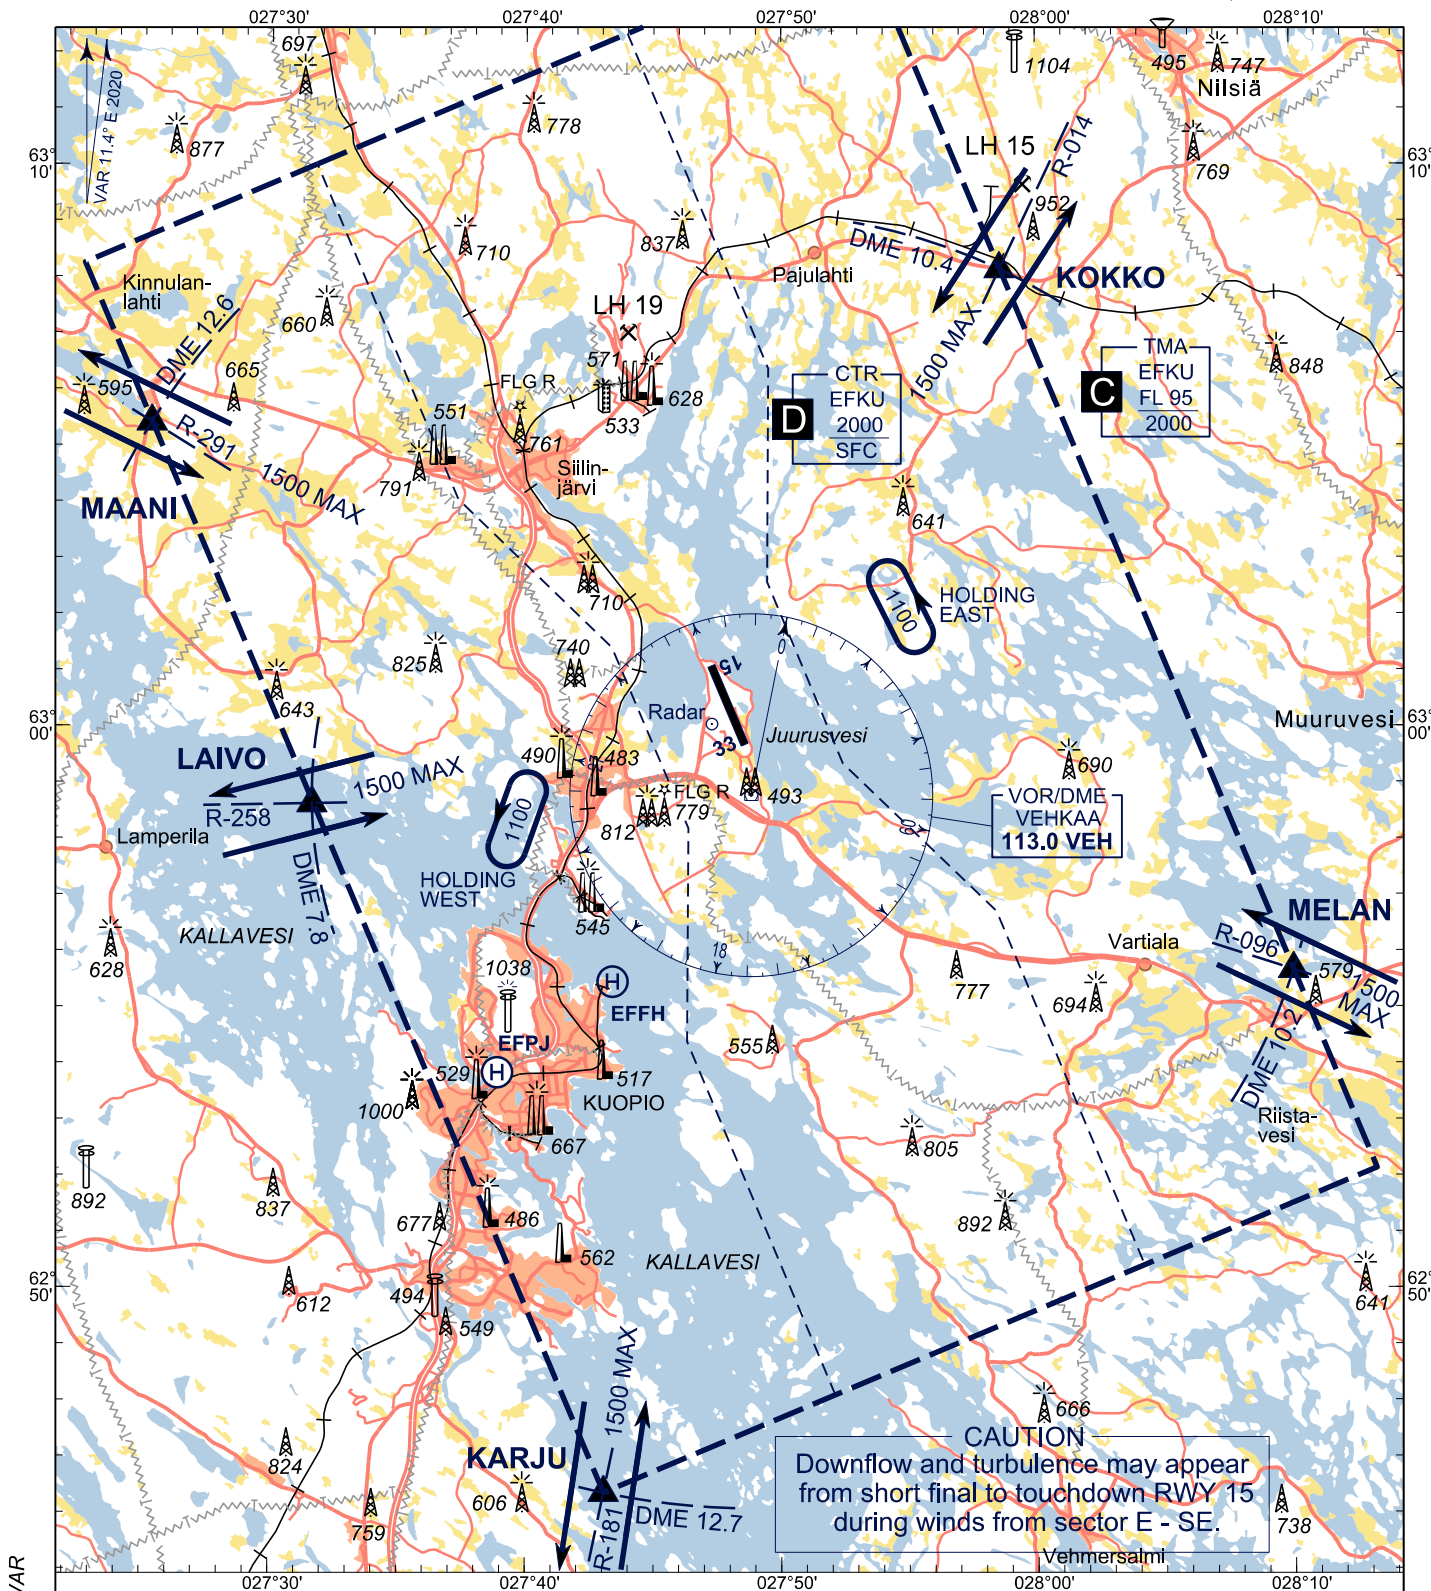 027°30'
027°40'
027°50'
028°00'
028°10'
697
1104
495
747
Nilsiä
VAR 11.4° E 2020
877
778
LH 15
R-014
769
63°
10'
63°
10'
952
710
837
DME 10.4
Pajulahti
KOKKO
Kinnulan-
lahti
DME 12.6
660
LH 19
1500 MAX
TMA
EFKU
FL 95
2000
C
848
595
665
571
FLG R
628
533
CTR
EFKU
2000
SFC
D
R-291
551
761
1500 MAX
791
Siilin-
järvi
MAANI
641
710
1100
HOLDING
EAST
825
740
0
643
15
Radar
33
Juurusvesi
Muuruvesi
63°
00'
63°
00'
LAIVO
1500 MAX
490
483
690
R-258
27
1100
FLG R
493
812
779
VOR/DME
VEHKAA
113.0 VEH
60
Lamperila
DME 7.8
HOLDING
WEST
MELAN
KALLAVESI
545
18
Vartiala
R-096
579
628
1038
777
694
1500
MAX
EFFH
EFPJ
555
DME 10.2
529
517
1000
KUOPIO
Riista-
vesi
667
805
892
837
677
486
892
562
KALLAVESI
62°
50'
62°
50'
612
494
549
641
1500 MAX
666
824
KARJU
CAUTION
Downflow and turbulence may appear
from short final to touchdown RWY 15
during winds from sector E - SE.
606
759
R-181
DME 12.7
738
Vehmersalmi
VAR
027°30'
027°40'
027°50'
028°00'
028°10'